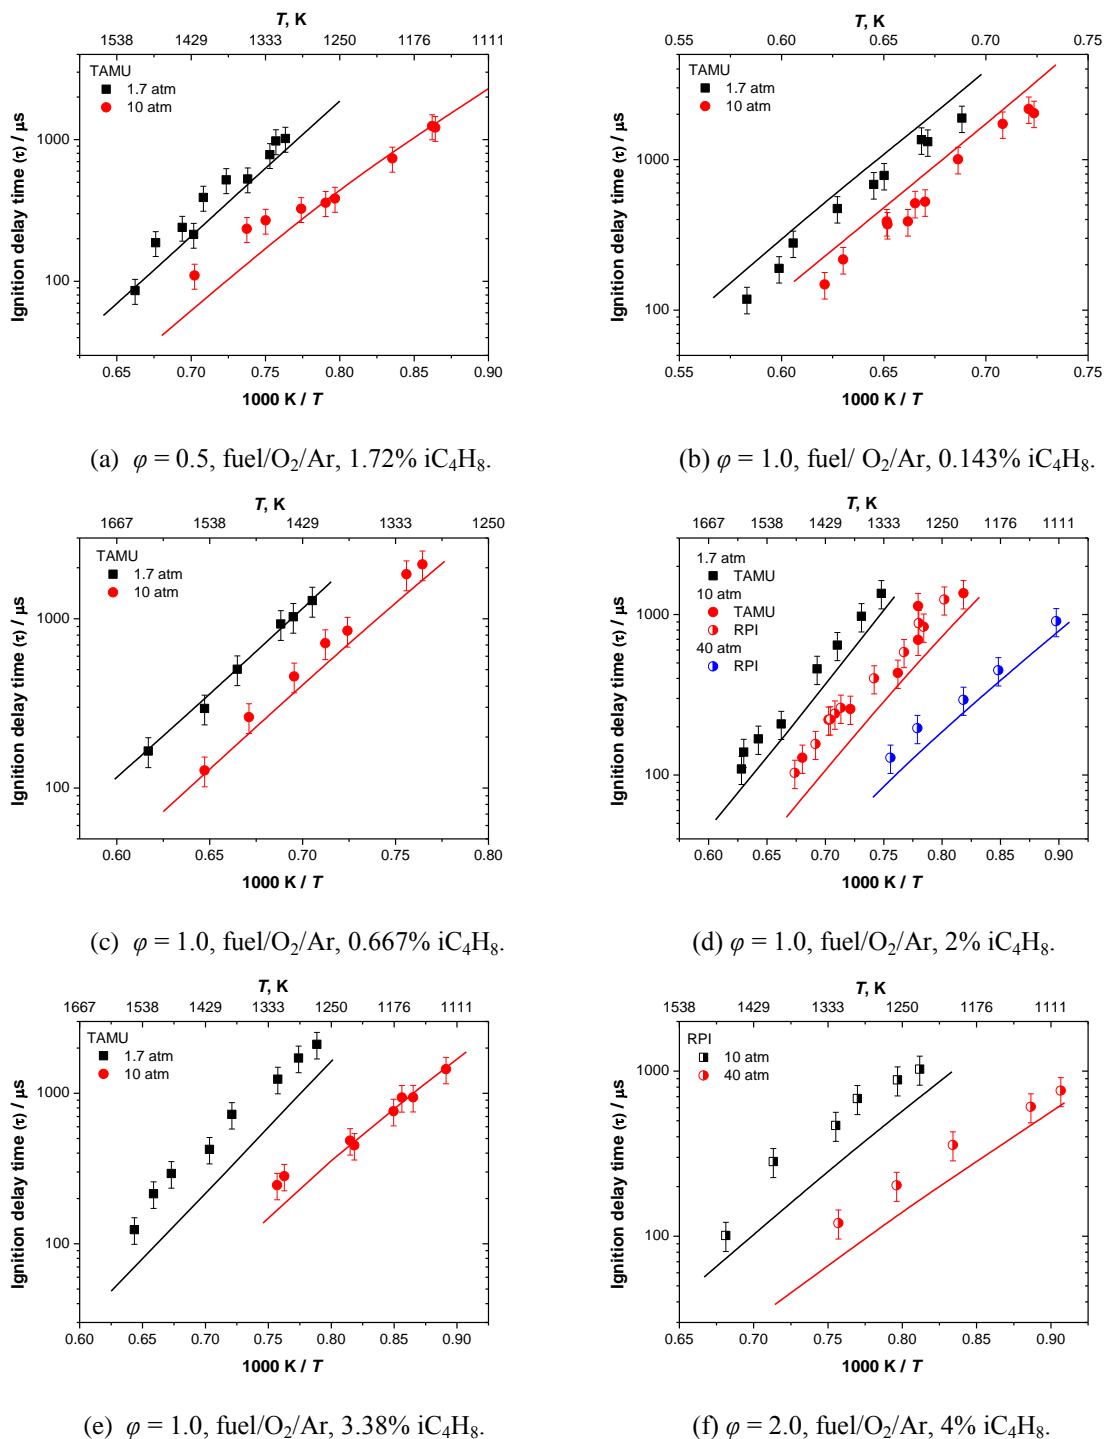 T, K
1538 1429 1333 1250 1176 1111
TAMU
1.7 atm
10 atm
Ignition delay time (τ) / μs
1000
100
0.65 0.70 0.75 0.80 0.85 0.90
1000 K / T
(a) φ = 0.5, fuel/O₂/Ar, 1.72% iC₄H₈.
T, K
0.55 0.60 0.65 0.70 0.75
TAMU
1.7 atm
10 atm
Ignition delay time (τ) / μs
1000
100
0.55 0.60 0.65 0.70 0.75
1000 K / T
(b) φ = 1.0, fuel/ O₂/Ar, 0.143% iC₄H₈.
T, K
1667 1538 1429 1333 1250
TAMU
1.7 atm
10 atm
Ignition delay time (τ) / μs
1000
100
0.60 0.65 0.70 0.75 0.80
1000 K / T
(c) φ = 1.0, fuel/O₂/Ar, 0.667% iC₄H₈.
T, K
1667 1538 1429 1333 1250 1176 1111
1.7 atm
TAMU
10 atm
TAMU
RPI
40 atm
RPI
Ignition delay time (τ) / μs
1000
100
0.60 0.65 0.70 0.75 0.80 0.85 0.90
1000 K / T
(d) φ = 1.0, fuel/O₂/Ar, 2% iC₄H₈.
T, K
1667 1538 1429 1333 1250 1176 1111
TAMU
1.7 atm
10 atm
Ignition delay time (τ) / μs
1000
100
0.60 0.65 0.70 0.75 0.80 0.85 0.90
1000 K / T
(e) φ = 1.0, fuel/O₂/Ar, 3.38% iC₄H₈.
T, K
1538 1429 1333 1250 1176 1111
RPI
10 atm
40 atm
Ignition delay time (τ) / μs
1000
100
0.65 0.70 0.75 0.80 0.85 0.90
1000 K / T
(f) φ = 2.0, fuel/O₂/Ar, 4% iC₄H₈.